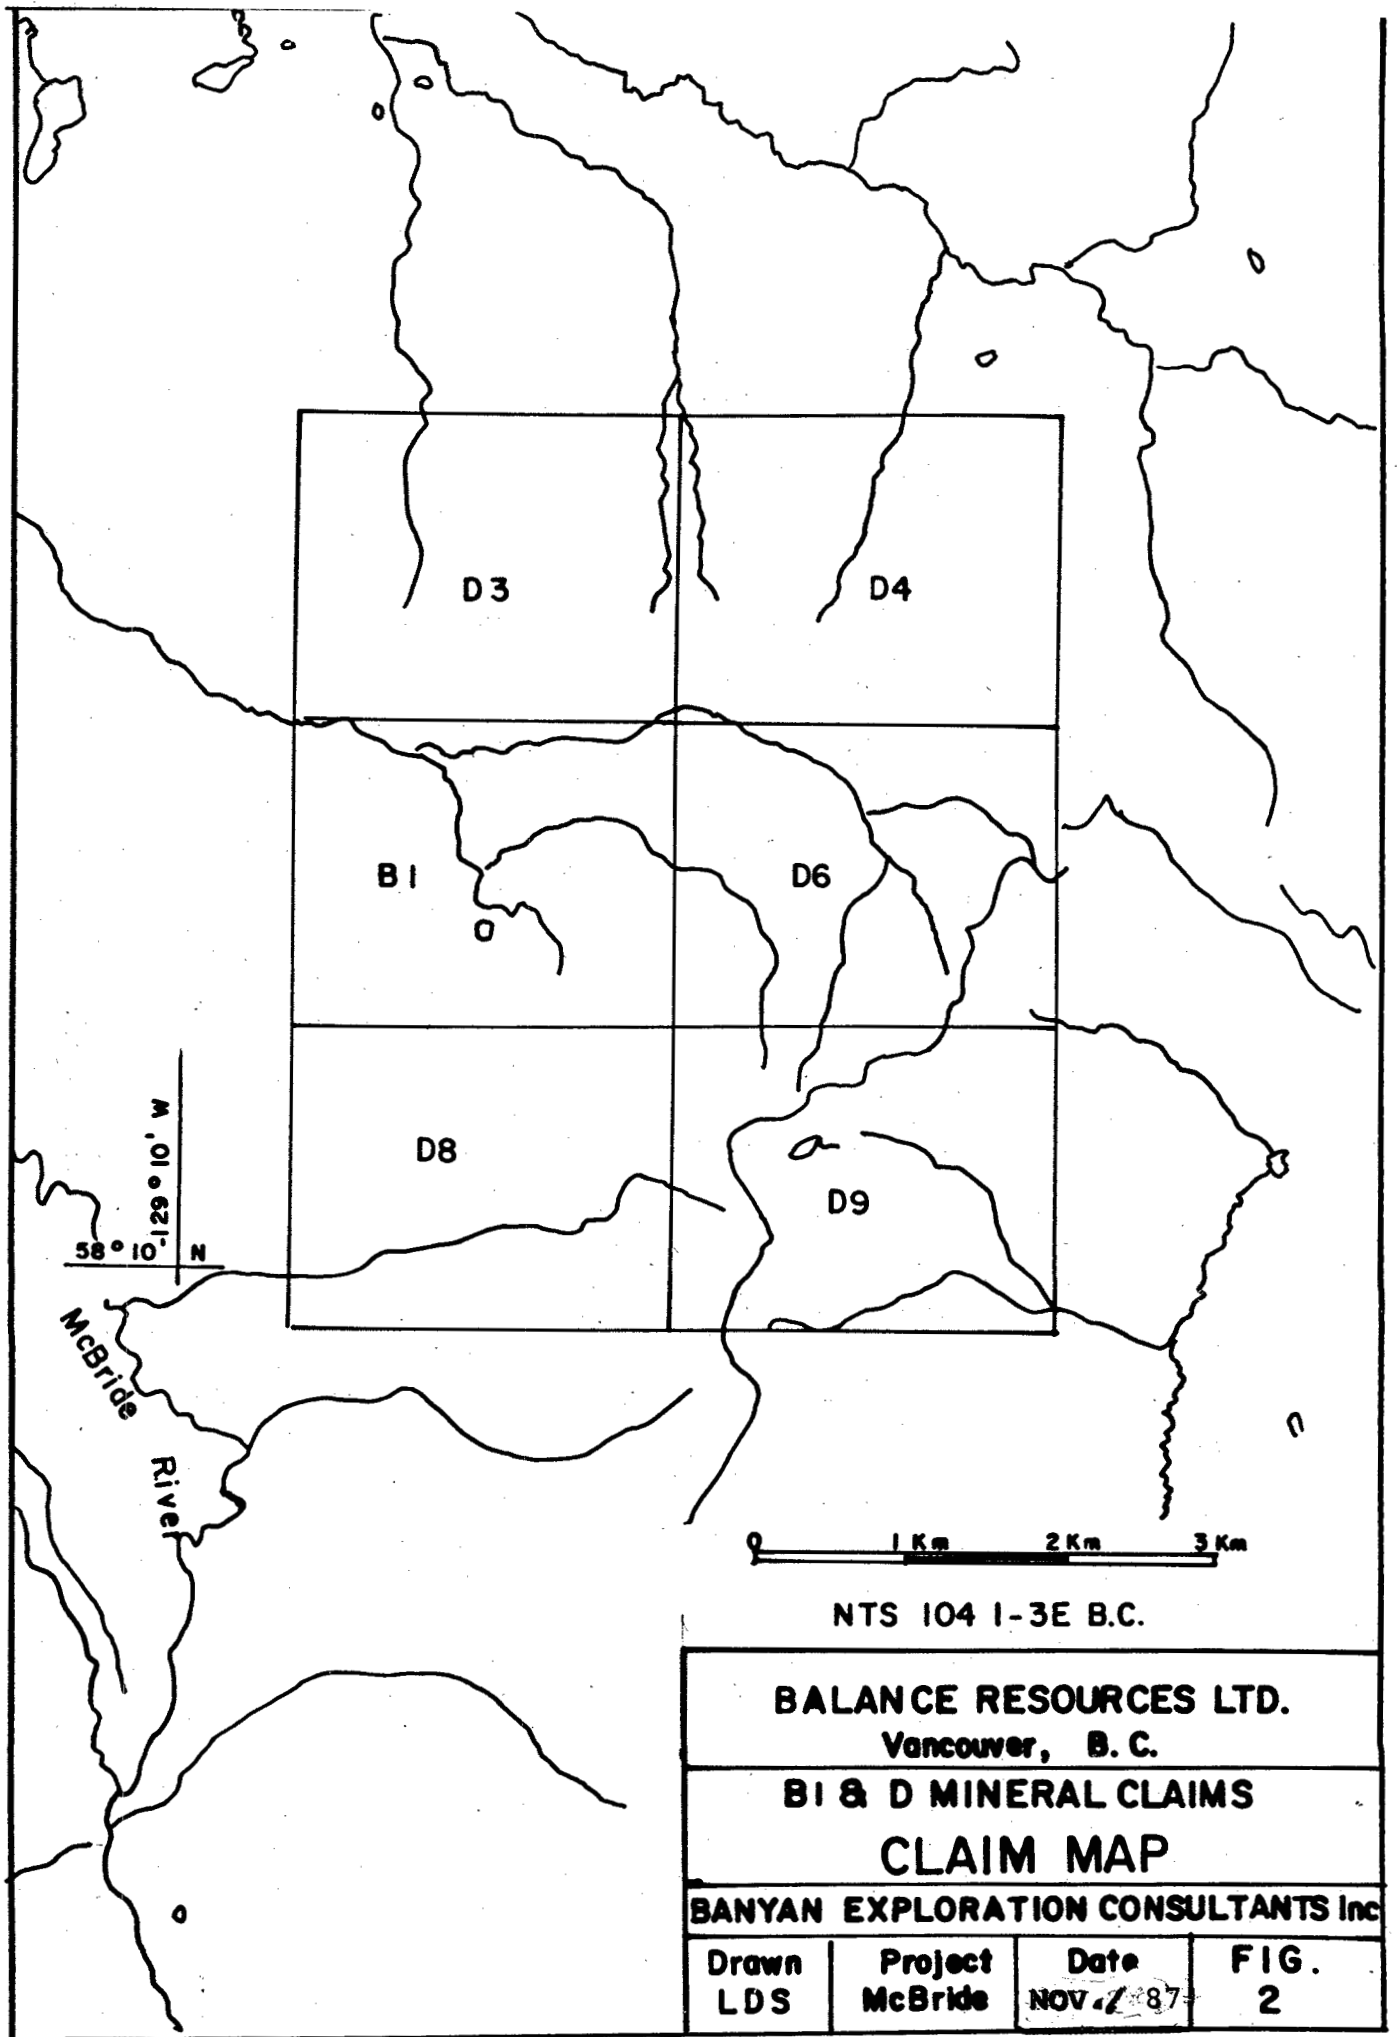 D3
D4
B1
D6
D8
D9
129° 10' W
58° 10' N
McBride
River
0 1 Km 2 Km 3 Km
NTS 104 I-3E B.C.
BALANCE RESOURCES LTD.
Vancouver, B.C.
B1 & D MINERAL CLAIMS
CLAIM MAP
BANYAN EXPLORATION CONSULTANTS Inc
Drawn Project Date FIG.
LDS McBride NOV. 87 2